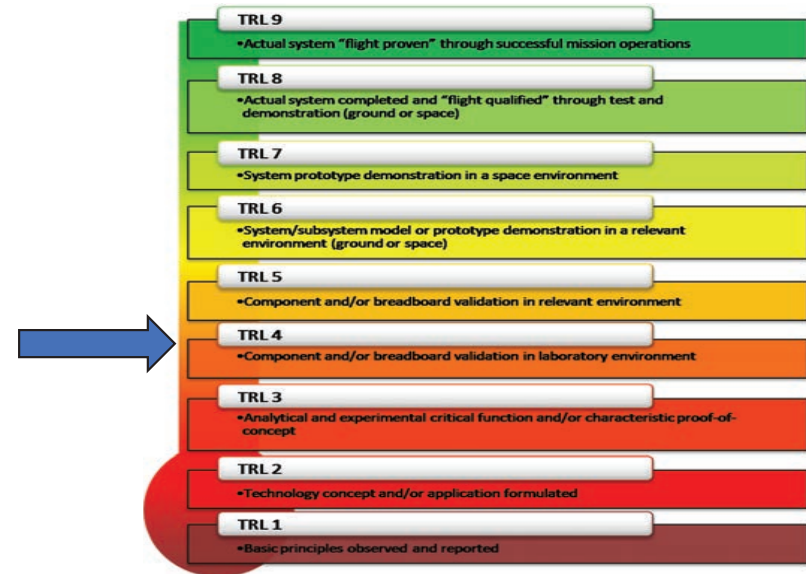 TRL 9
•Actual system “flight proven” through successful mission operations
TRL 8
•Actual system completed and “flight qualified” through test and
demonstration (ground or space)
TRL 7
•System prototype demonstration in a space environment
TRL 6
•System/subsystem model or prototype demonstration in a relevant
environment (ground or space)
TRL 5
•Component and/or breadboard validation in relevant environment
TRL 4
•Component and/or breadboard validation in laboratory environment
TRL 3
•Analytical and experimental critical function and/or characteristic proof-of-
concept
TRL 2
•Technology concept and/or application formulated
TRL 1
•Basic principles observed and reported